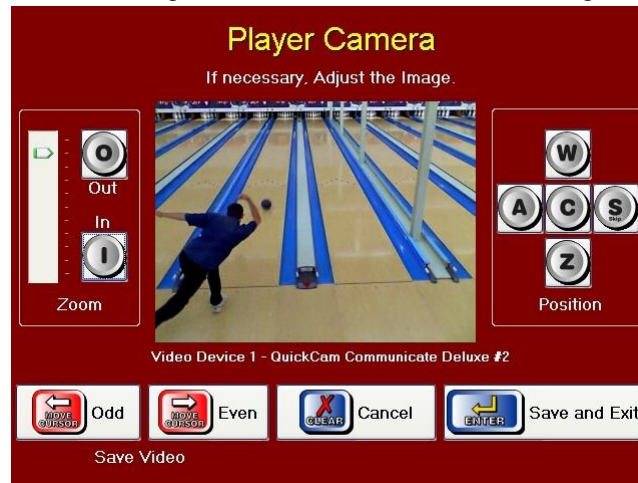 Player Camera
If necessary, Adjust the Image.
O
Out
In
I
Zoom
W
A C S
Skip
Z
Position
Video Device 1 - QuickCam Communicate Deluxe #2
MOVE CURSOR Odd
MOVE CURSOR Even
CLEAR Cancel
ENTER Save and Exit
Save Video